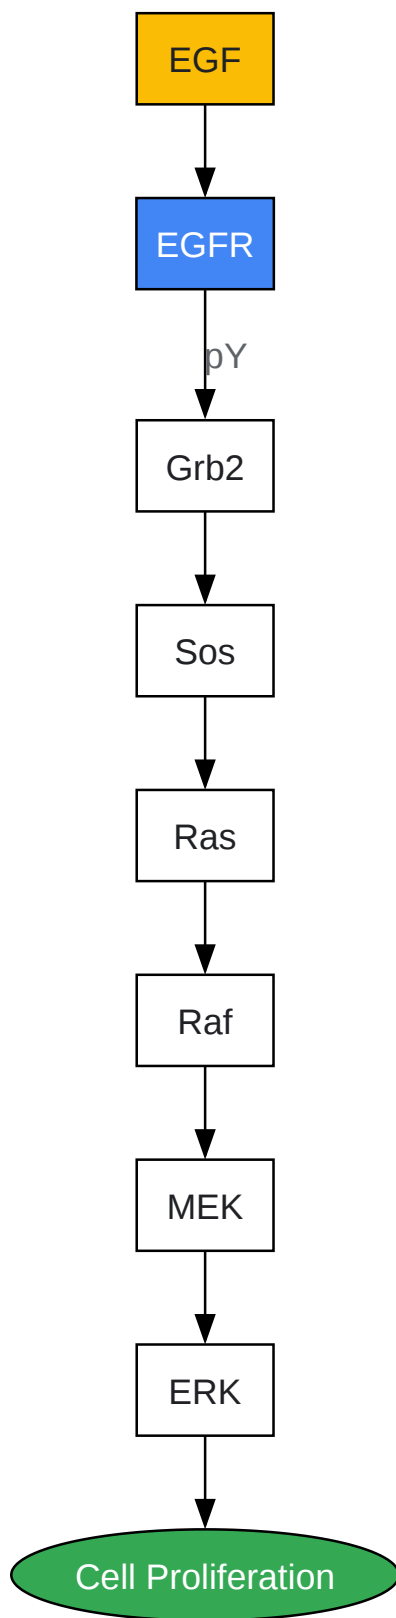 EGF
EGFR
pY
Grb2
Sos
Ras
Raf
MEK
ERK
Cell Proliferation